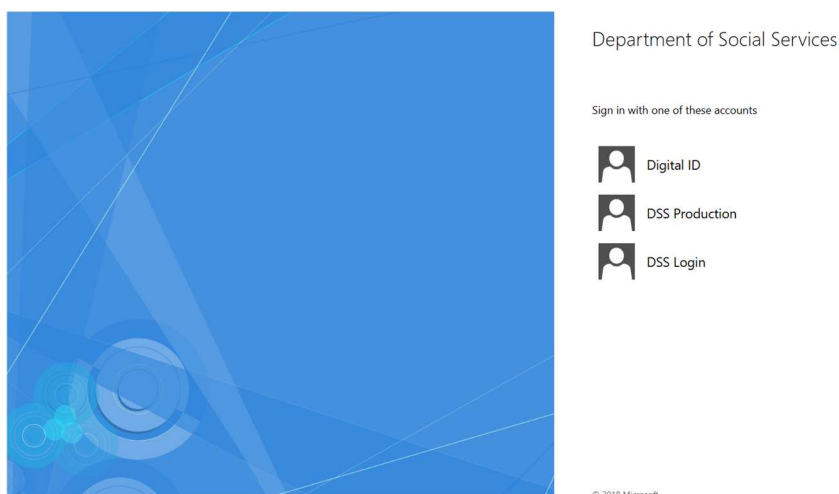 Department of Social Services
Sign in with one of these accounts
Digital ID
DSS Production
DSS Login
© 2018 Microsoft